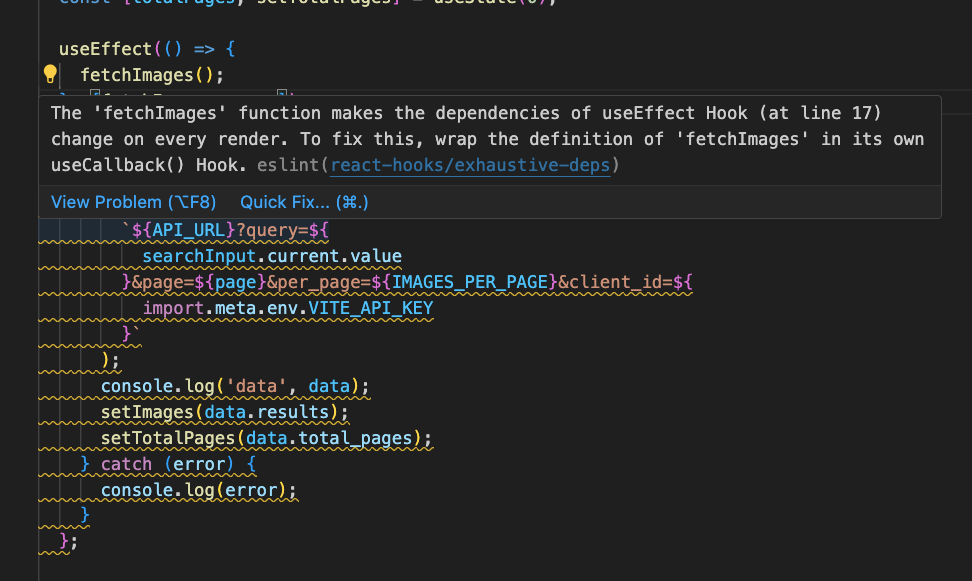 const [totalPages, setTotalPages] = useState(0);
useEffect(() => {
fetchImages();
The 'fetchImages' function makes the dependencies of useEffect Hook (at line 17)
change on every render. To fix this, wrap the definition of 'fetchImages' in its own
useCallback() Hook. eslint(react-hooks/exhaustive-deps)
View Problem (⌥F8) Quick Fix... (⌘.)
`${API_URL}?query=${
searchInput.current.value
}&page=${page}&per_page=${IMAGES_PER_PAGE}&client_id=${
import.meta.env.VITE_API_KEY
}`
);
console.log('data', data);
setImages(data.results);
setTotalPages(data.total_pages);
} catch (error) {
console.log(error);
}
};